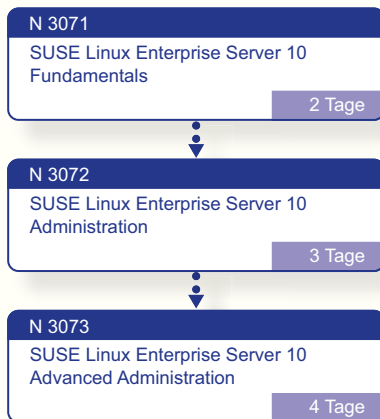 N 3071
SUSE Linux Enterprise Server 10
Fundamentals
2 Tage
N 3072
SUSE Linux Enterprise Server 10
Administration
3 Tage
N 3073
SUSE Linux Enterprise Server 10
Advanced Administration
4 Tage